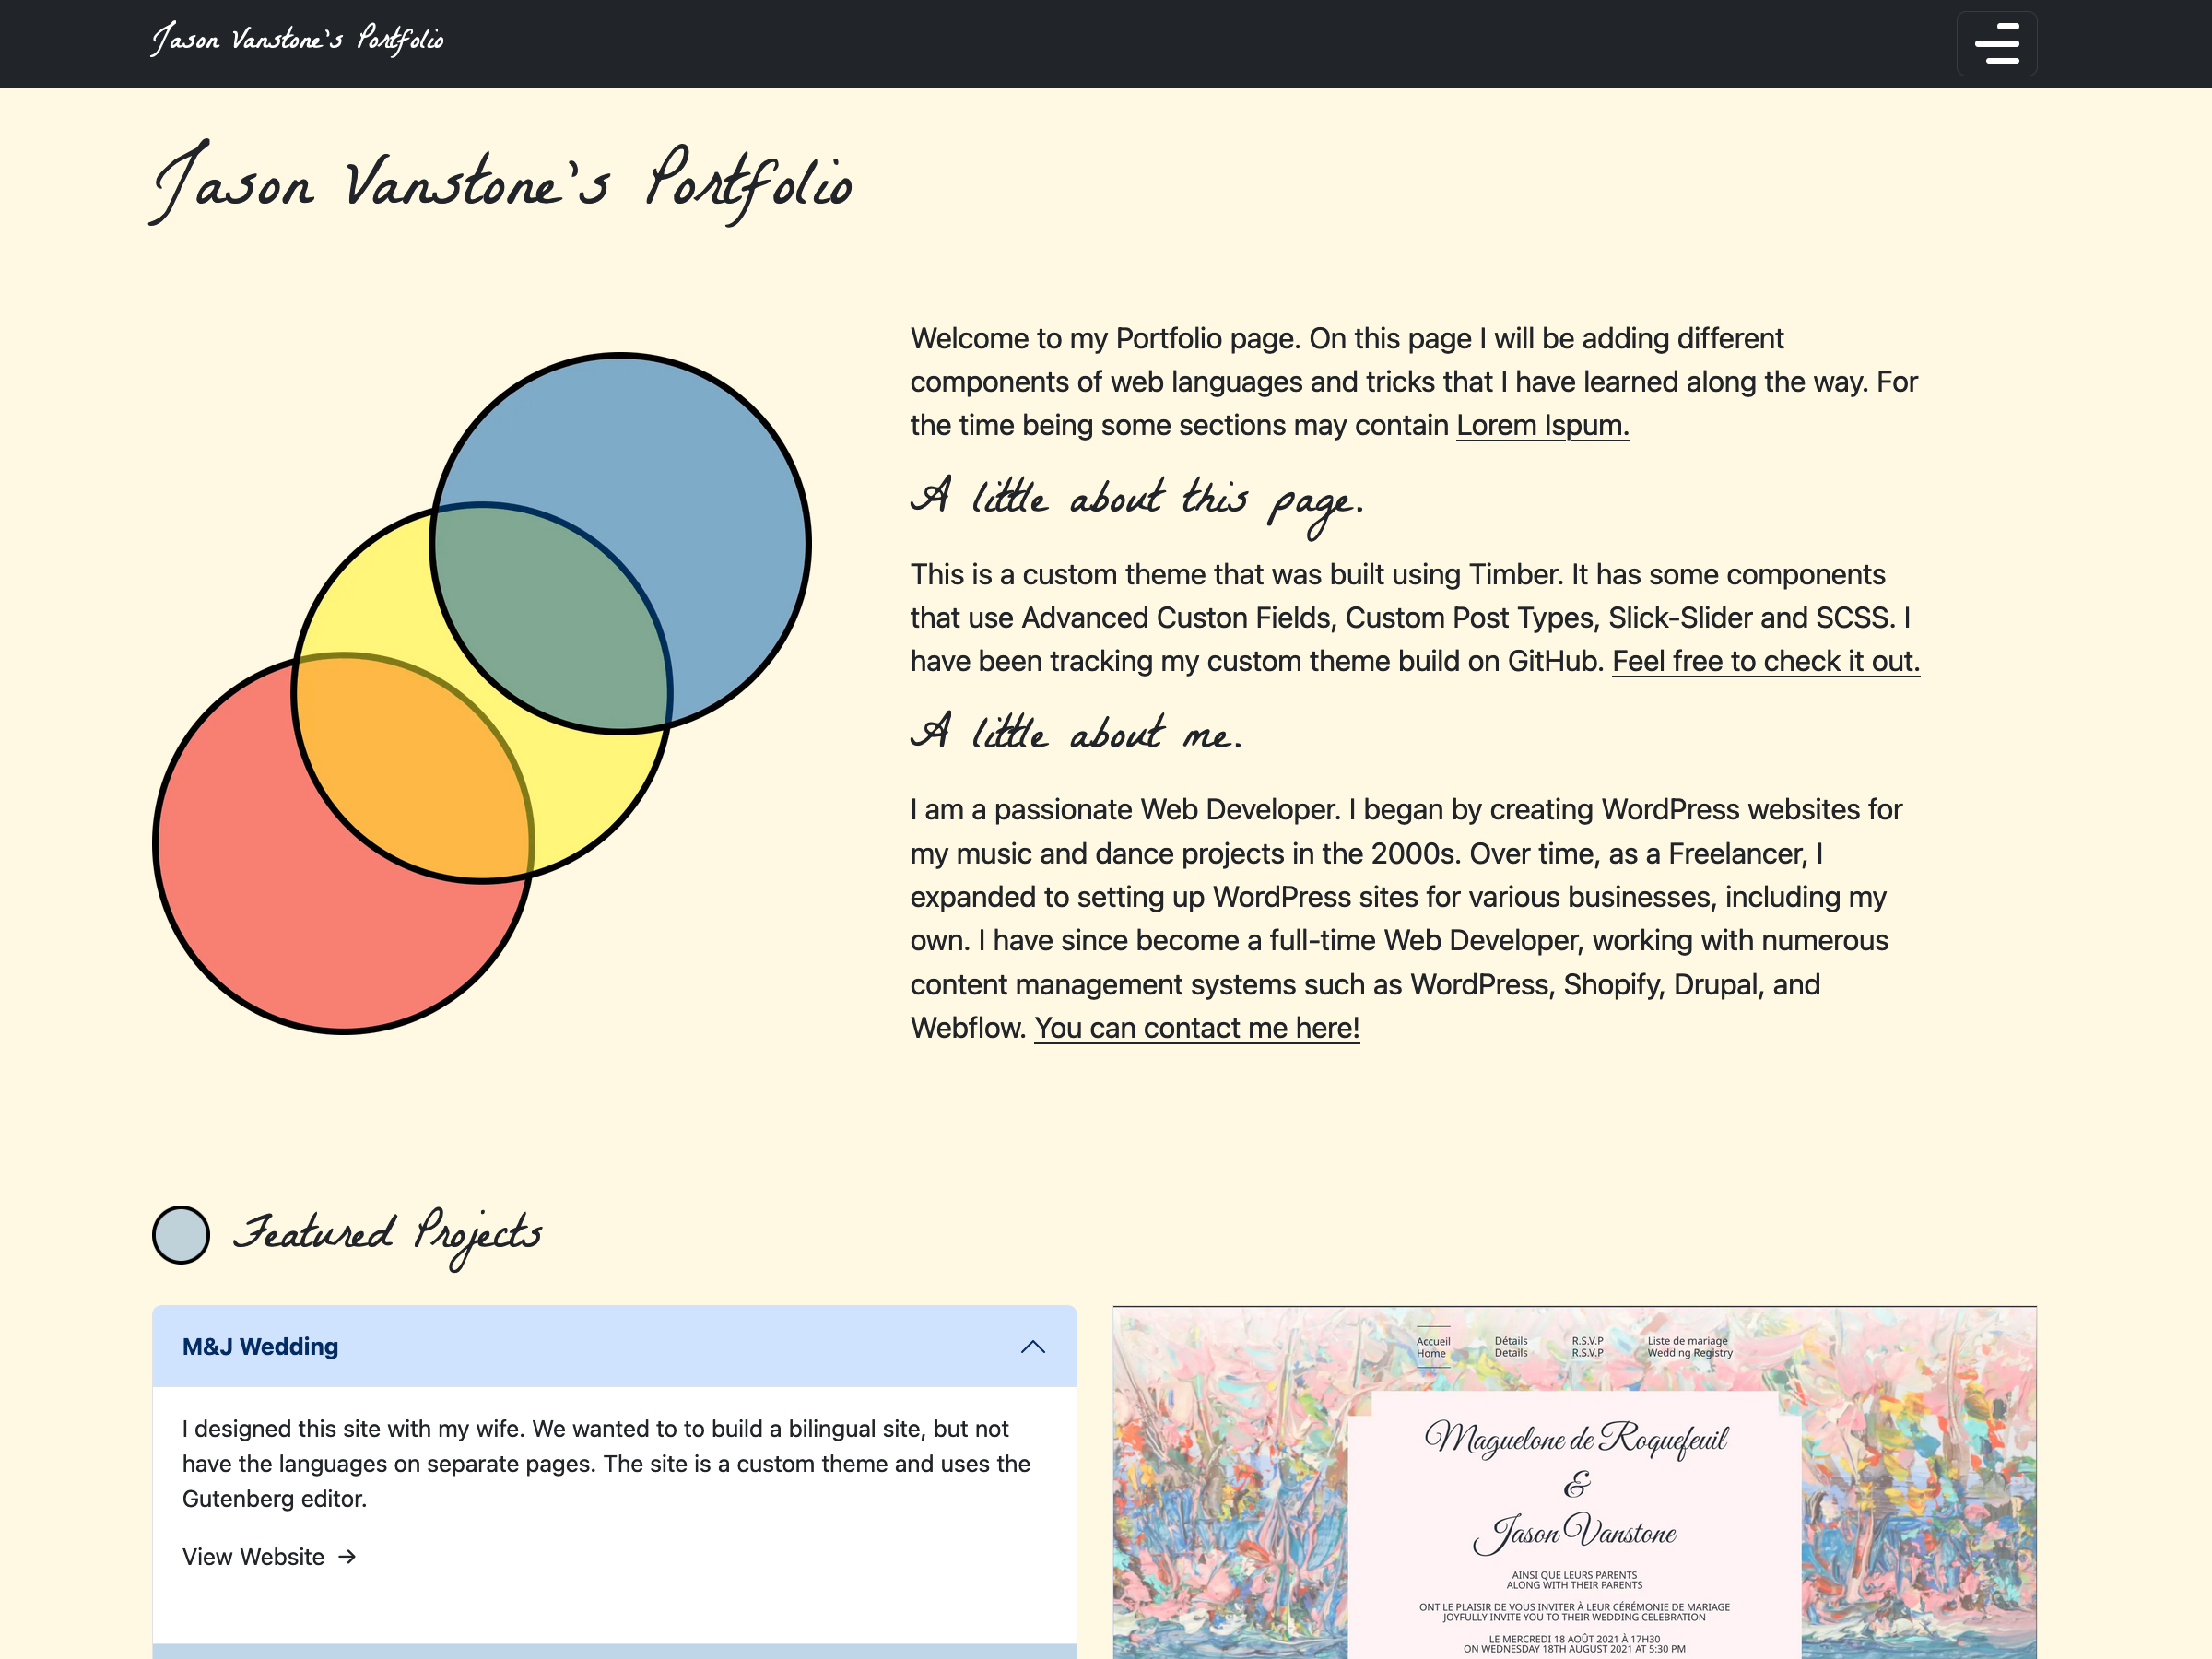 Jason Vanstone's Portfolio
Jason Vanstone's Portfolio
Welcome to my Portfolio page. On this page I will be adding different
components of web languages and tricks that I have learned along the way. For
the time being some sections may contain Lorem Ispum.
A little about this page.
This is a custom theme that was built using Timber. It has some components
that use Advanced Custon Fields, Custom Post Types, Slick-Slider and SCSS. I
have been tracking my custom theme build on GitHub. Feel free to check it out.
A little about me.
I am a passionate Web Developer. I began by creating WordPress websites for
my music and dance projects in the 2000s. Over time, as a Freelancer, I
expanded to setting up WordPress sites for various businesses, including my
own. I have since become a full-time Web Developer, working with numerous
content management systems such as WordPress, Shopify, Drupal, and
Webflow. You can contact me here!
Featured Projects
M&J Wedding
I designed this site with my wife. We wanted to to build a bilingual site, but not
have the languages on separate pages. The site is a custom theme and uses the
Gutenberg editor.
View Website →
Accueil Détails R.S.V.P Liste de mariage
Home Details R.S.V.P Wedding Registry
Maguelone de Roquefeuil
&
Jason Vanstone
AINSI QUE LEURS PARENTS
ALONG WITH THEIR PARENTS
ONT LE PLAISIR DE VOUS INVITER À LEUR CÉRÉMONIE DE MARIAGE
JOYFULLY INVITE YOU TO THEIR WEDDING CELEBRATION
LE MERCREDI 18 AOÛT 2021 À 17H30
ON WEDNESDAY 18TH AUGUST 2021 AT 5:30 PM